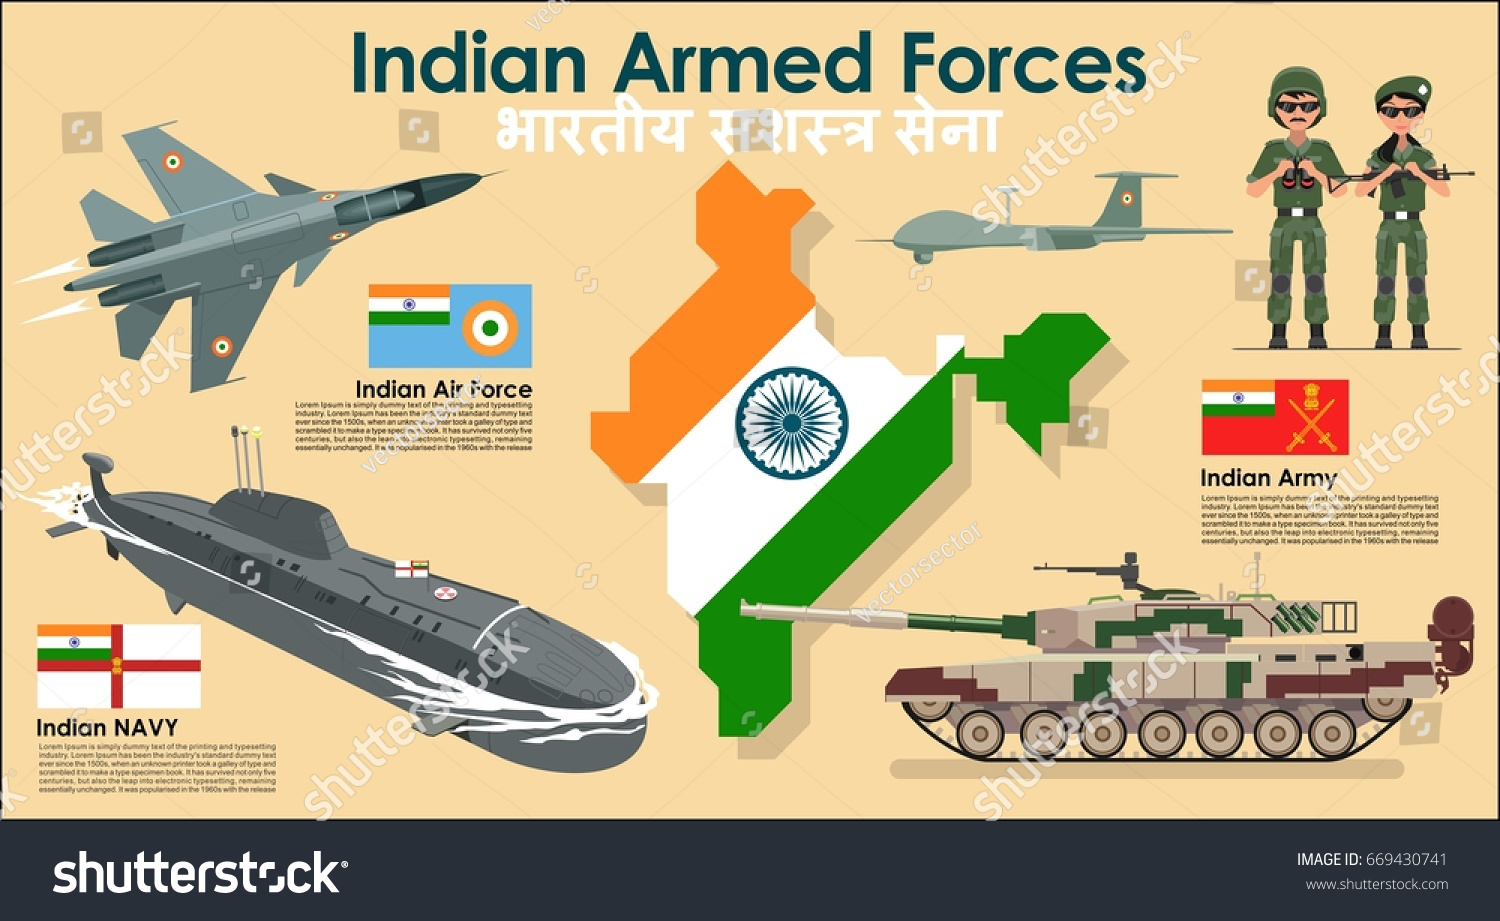 Indian Armed Forces
भारतीय सशस्त्र सेना
Indian Air Force
Lorem Ipsum is simply dummy text of the printing and typesetting
industry. Lorem Ipsum has been the industry's standard dummy text
ever since the 1500s, when an unknown printer took a galley of type and
scrambled it to make a type specimen book. It has survived not only five
centuries, but also the leap into electronic typesetting, remaining
essentially unchanged. It was popularised in the 1960s with the release
Indian Army
Lorem Ipsum is simply dummy text of the printing and typesetting
industry. Lorem Ipsum has been the industry's standard dummy text
ever since the 1500s, when an unknown printer took a galley of type and
scrambled it to make a type specimen book. It has survived not only five
centuries, but also the leap into electronic typesetting, remaining
essentially unchanged. It was popularised in the 1960s with the release
Indian NAVY
Lorem Ipsum is simply dummy text of the printing and typesetting
industry. Lorem Ipsum has been the industry's standard dummy text
ever since the 1500s, when an unknown printer took a galley of type and
scrambled it to make a type specimen book. It has survived not only five
centuries, but also the leap into electronic typesetting, remaining
essentially unchanged. It was popularised in the 1960s with the release
vectorsector
shutterstock
shutterstock
IMAGE ID: 669430741
www.shutterstock.com